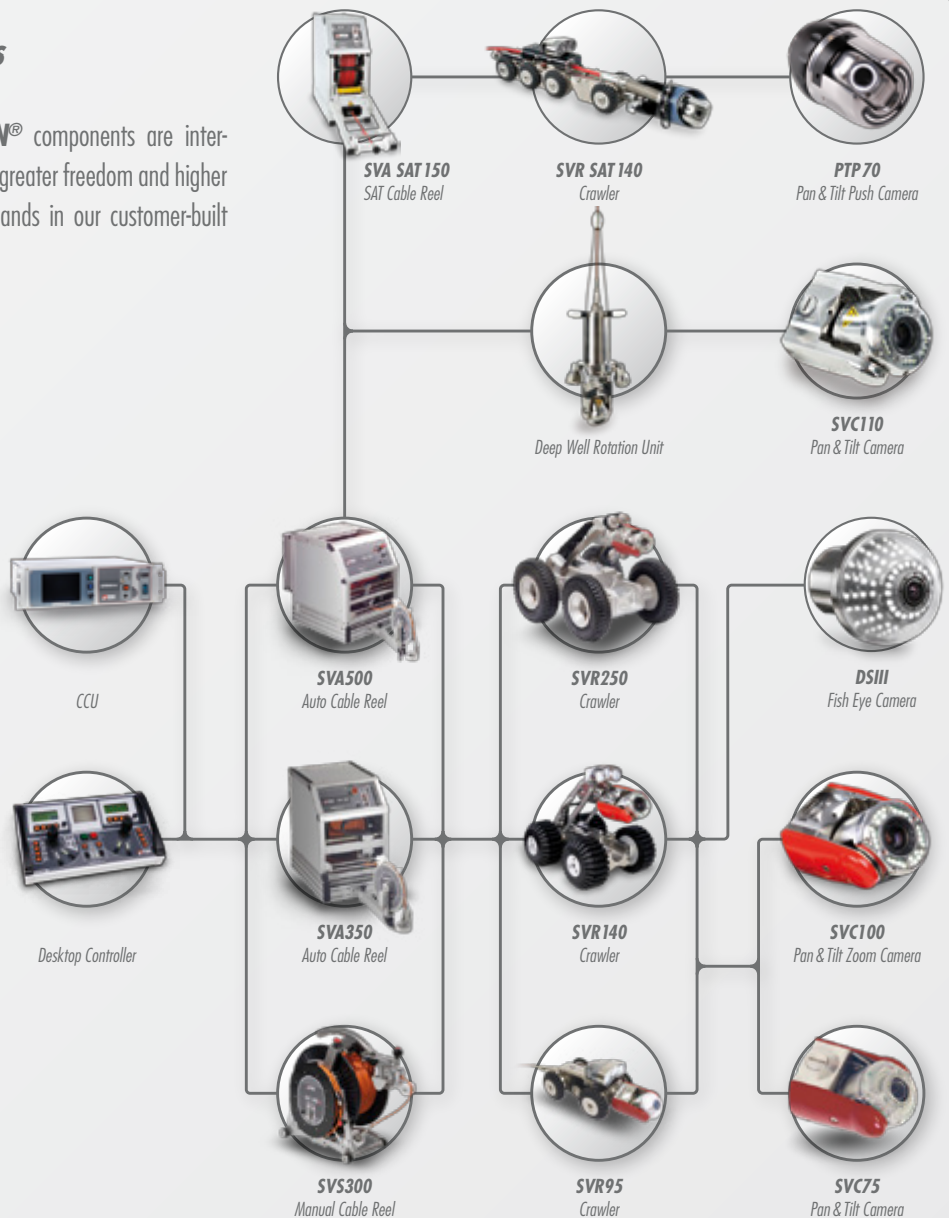 components are inter-
greater freedom and higher
in our customer-built
SVA SAT150
SAT Cable Reel
SVR SAT140
Crawler
PTP70
Pan & Tilt Push Camera
Deep Well Rotation Unit
SVC110
Pan & Tilt Camera
CCU
SVA500
Auto Cable Reel
SVR250
Crawler
DSIII
Fish Eye Camera
Desktop Controller
SVA350
Auto Cable Reel
SVR140
Crawler
SVC100
Pan & Tilt Zoom Camera
SVS300
Manual Cable Reel
SVR95
Crawler
SVC75
Pan & Tilt Camera